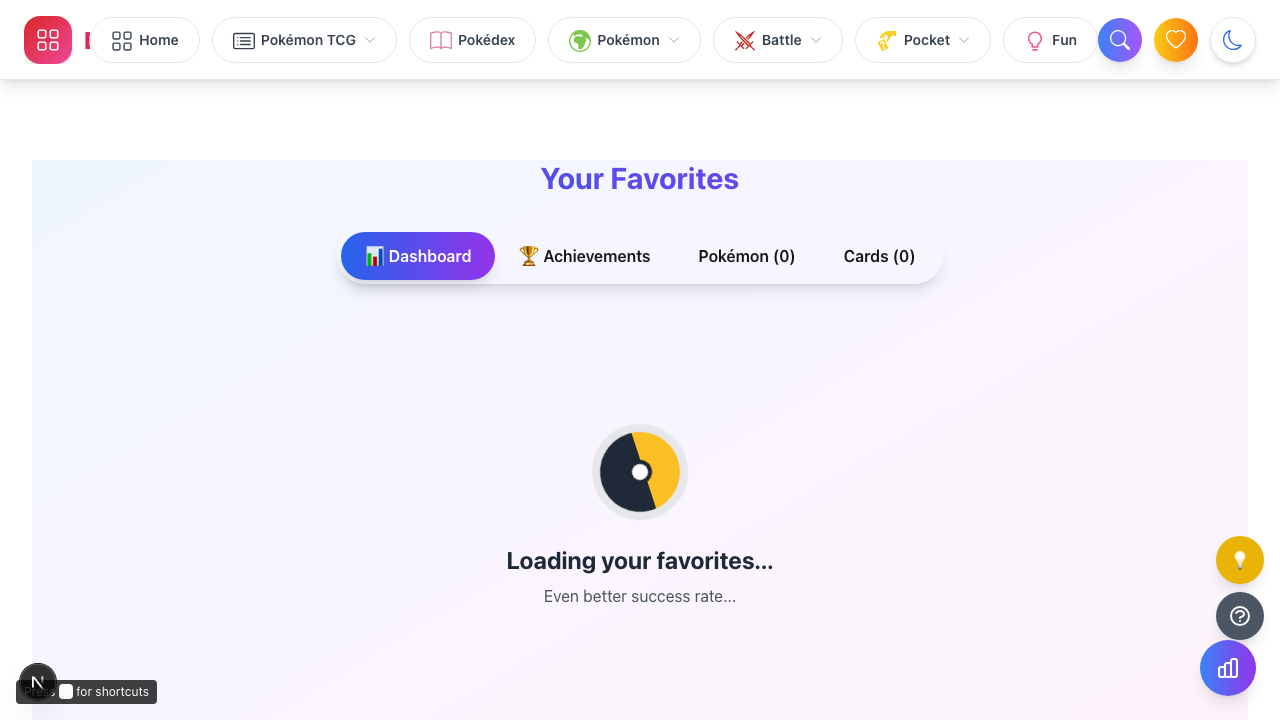 Home
Pokémon TCG
Pokédex
Pokémon
Battle
Pocket
Fun
Your Favorites
📊 Dashboard
🏆 Achievements
Pokémon (0)
Cards (0)
Loading your favorites...
Even better success rate...
N
for shortcuts